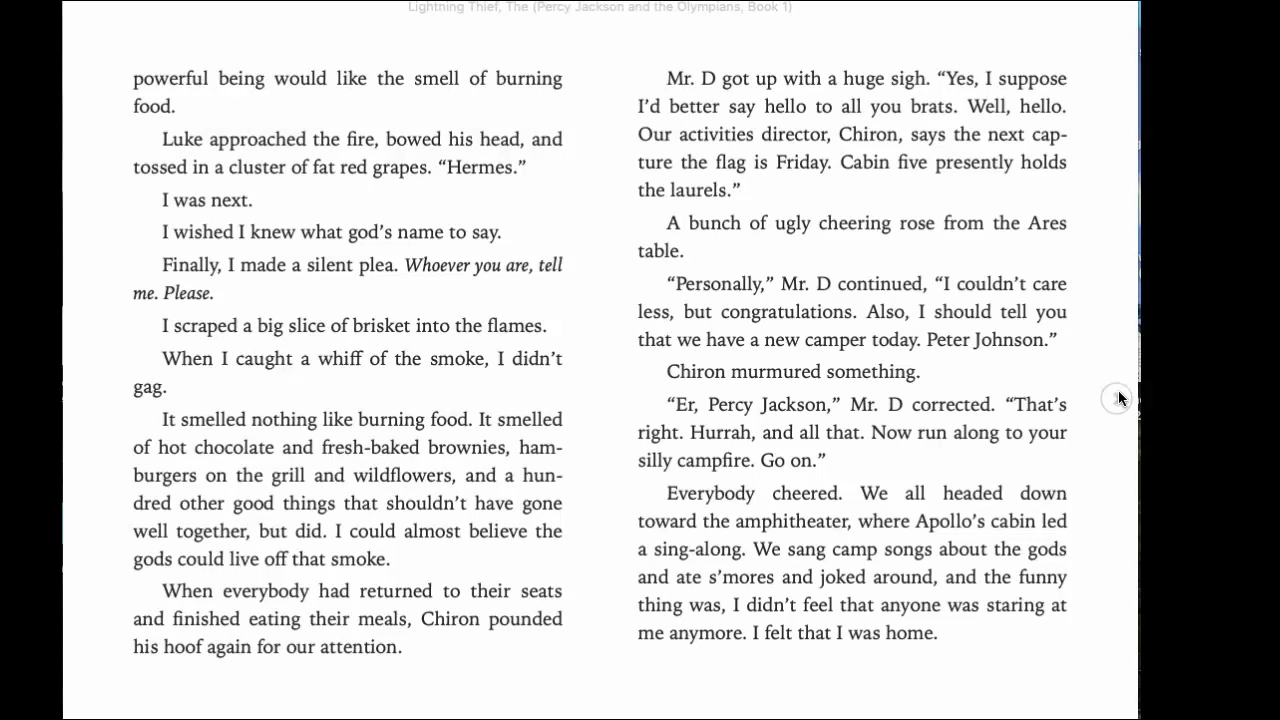 Lightning Thief, The (Percy Jackson and the Olympians, Book 1)
powerful being would like the smell of burning
food.
Luke approached the fire, bowed his head, and
tossed in a cluster of fat red grapes. “Hermes.”
I was next.
I wished I knew what god’s name to say.
Finally, I made a silent plea. Whoever you are, tell
me. Please.
I scraped a big slice of brisket into the flames.
When I caught a whiff of the smoke, I didn’t
gag.
It smelled nothing like burning food. It smelled
of hot chocolate and fresh-baked brownies, ham-
burgers on the grill and wildflowers, and a hun-
dred other good things that shouldn’t have gone
well together, but did. I could almost believe the
gods could live off that smoke.
When everybody had returned to their seats
and finished eating their meals, Chiron pounded
his hoof again for our attention.
Mr. D got up with a huge sigh. “Yes, I suppose
I’d better say hello to all you brats. Well, hello.
Our activities director, Chiron, says the next cap-
ture the flag is Friday. Cabin five presently holds
the laurels.”
A bunch of ugly cheering rose from the Ares
table.
“Personally,” Mr. D continued, “I couldn’t care
less, but congratulations. Also, I should tell you
that we have a new camper today. Peter Johnson.”
Chiron murmured something.
“Er, Percy Jackson,” Mr. D corrected. “That’s
right. Hurrah, and all that. Now run along to your
silly campfire. Go on.”
Everybody cheered. We all headed down
toward the amphitheater, where Apollo’s cabin led
a sing-along. We sang camp songs about the gods
and ate s’mores and joked around, and the funny
thing was, I didn’t feel that anyone was staring at
me anymore. I felt that I was home.